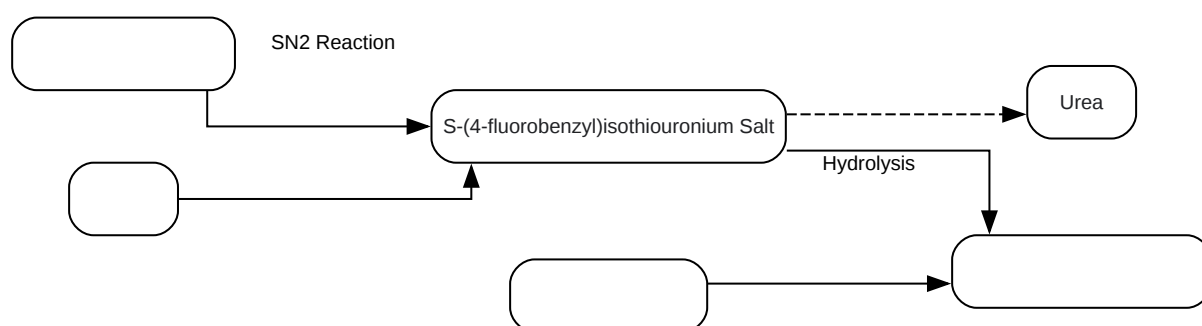 SN2 Reaction
S-(4-fluorobenzyl)isothiouronium Salt
Urea
Hydrolysis